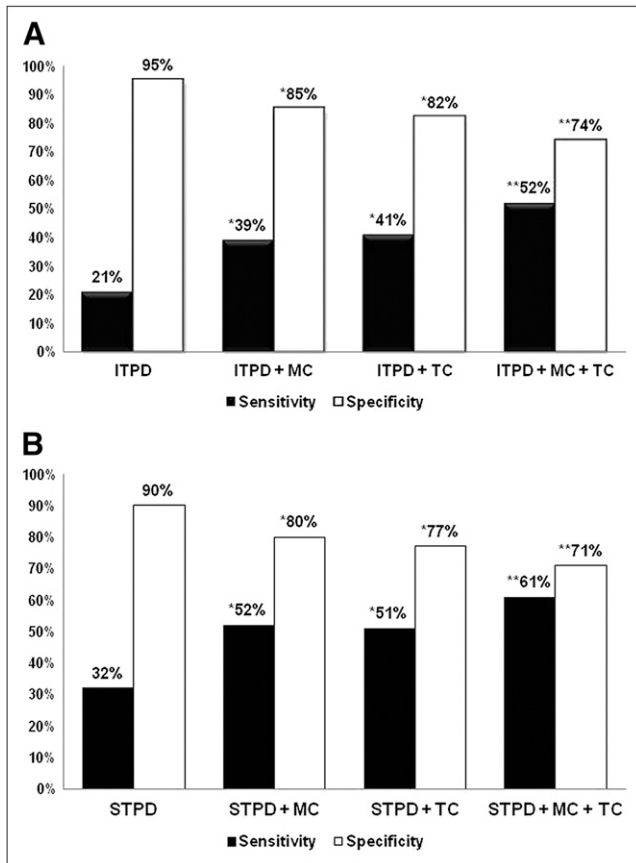 A
100%
90%
80%
70%
60%
50%
40%
30%
20%
10%
0%
21%
95%
*39%
*85%
*41%
*82%
**52%
**74%
ITPD
ITPD + MC
ITPD + TC
ITPD + MC + TC
Sensitivity
Specificity
B
100%
90%
80%
70%
60%
50%
40%
30%
20%
10%
0%
32%
90%
*52%
*80%
*51%
*77%
**61%
**71%
STPD
STPD + MC
STPD + TC
STPD + MC + TC
Sensitivity
Specificity